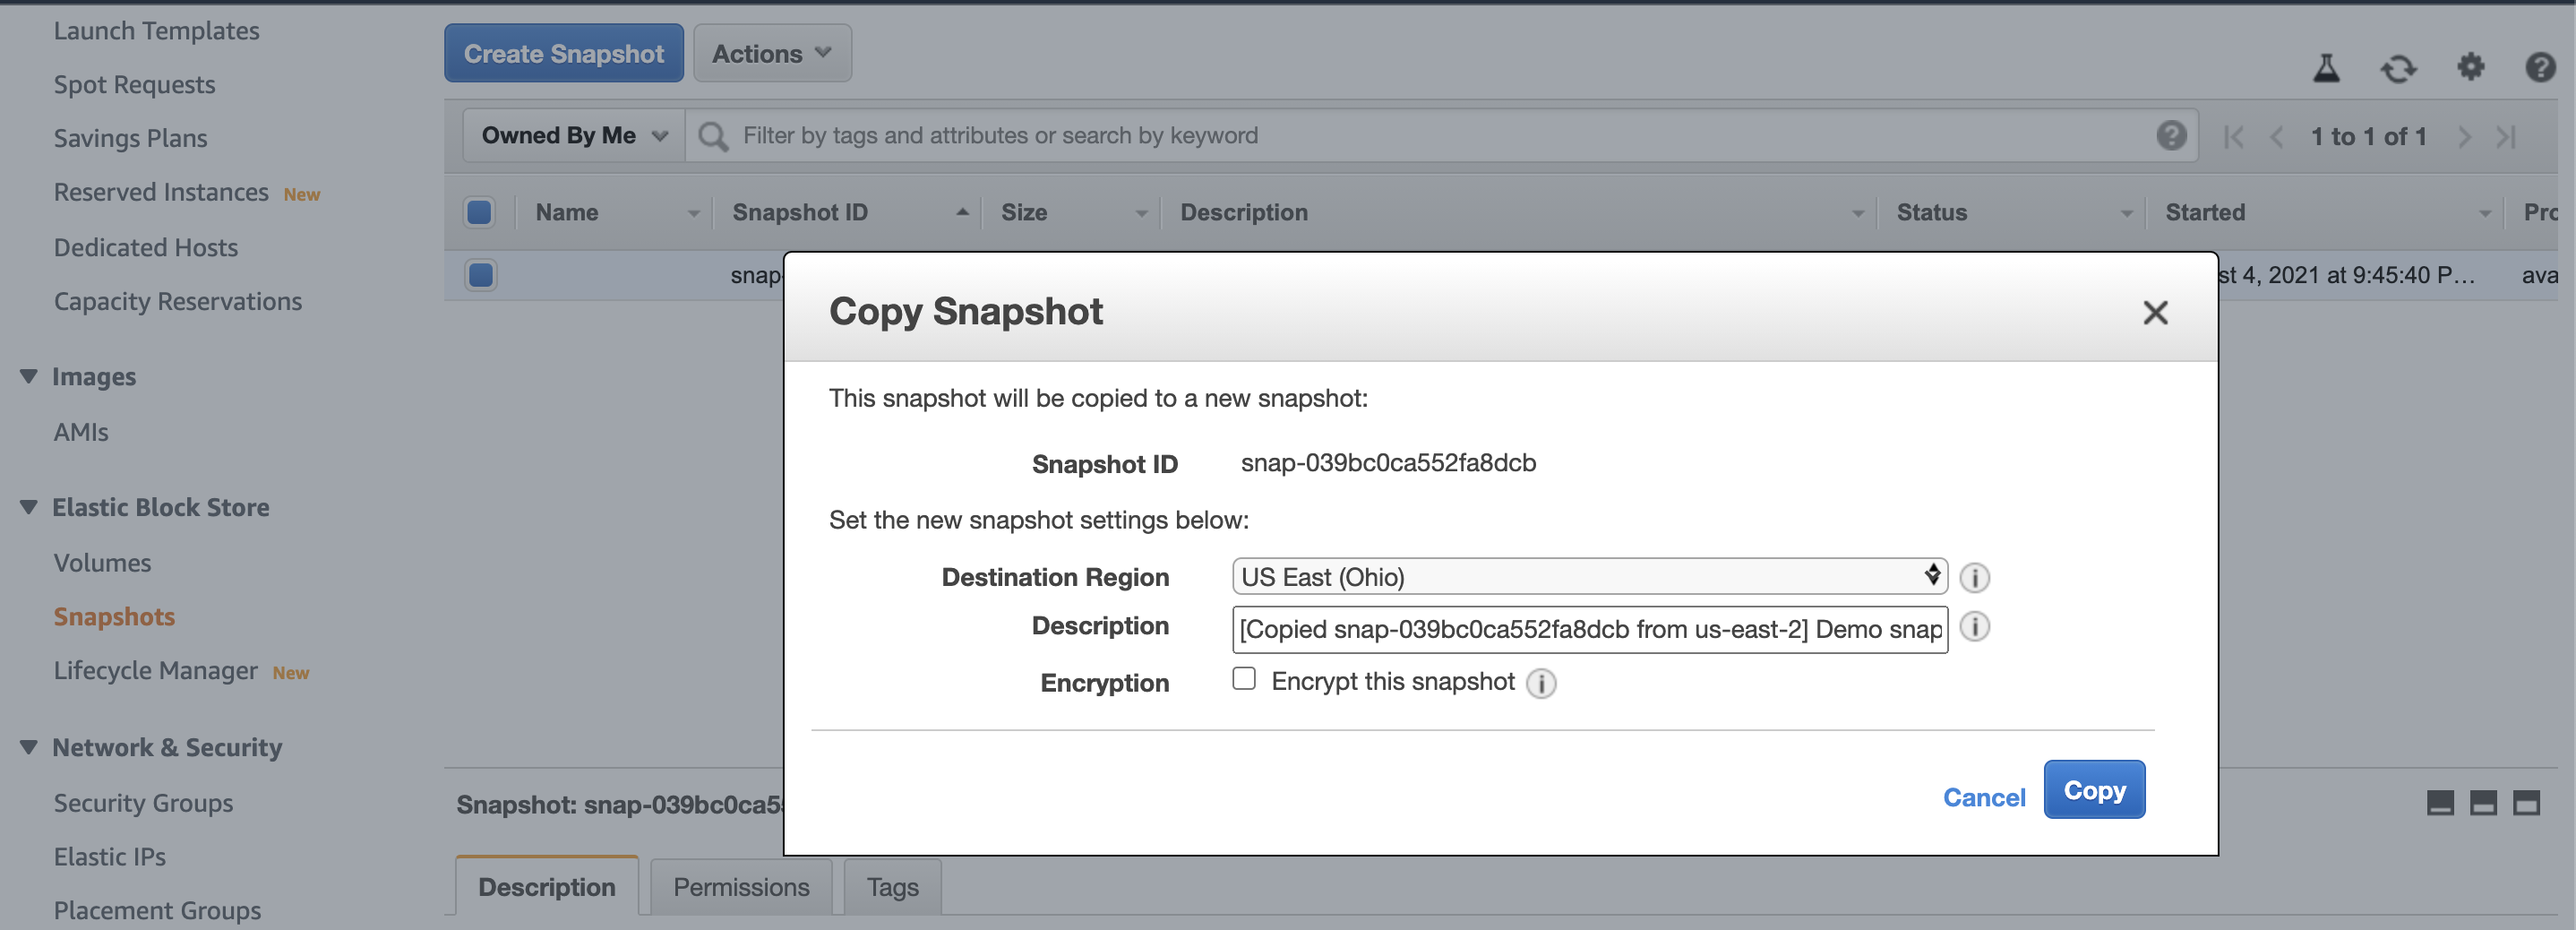 Launch Templates
Spot Requests
Savings Plans
Reserved Instances New
Dedicated Hosts
Capacity Reservations
Images
AMIs
Elastic Block Store
Volumes
Snapshots
Lifecycle Manager New
Network & Security
Security Groups
Elastic IPs
Placement Groups
Create Snapshot Actions
Owned By Me Filter by tags and attributes or search by keyword 1 to 1 of 1
Name Snapshot ID Size Description Status Started Pro
snap- st 4, 2021 at 9:45:40 P... ava
Copy Snapshot
This snapshot will be copied to a new snapshot:
Snapshot ID snap-039bc0ca552fa8dcb
Set the new snapshot settings below:
Destination Region US East (Ohio)
Description [Copied snap-039bc0ca552fa8dcb from us-east-2] Demo snap
Encryption Encrypt this snapshot
Cancel Copy
Snapshot: snap-039bc0ca5
Description Permissions Tags